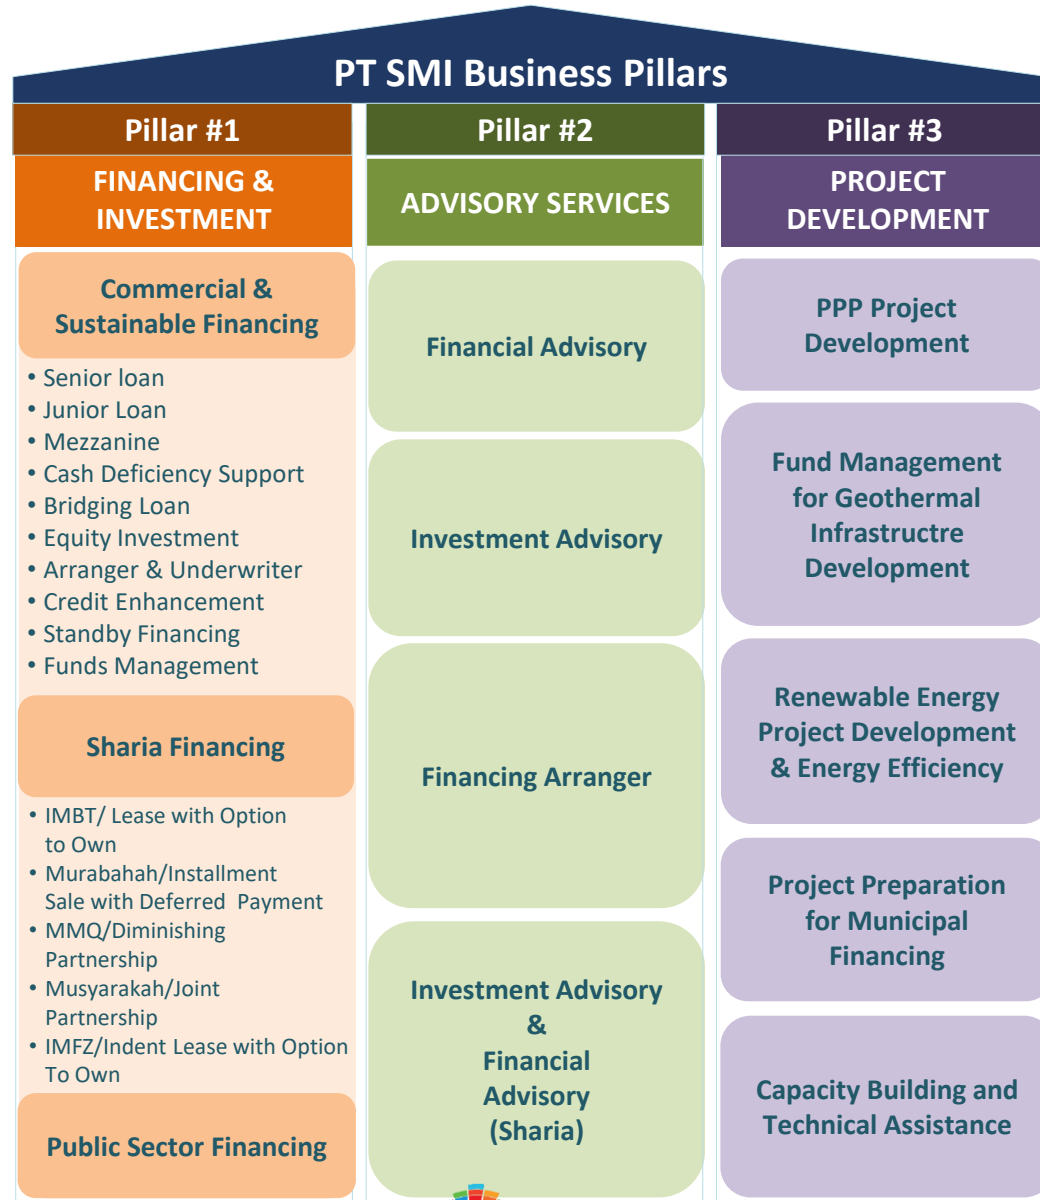 PT SMI Business Pillars
Pillar #1
FINANCING &
INVESTMENT
Commercial &
Sustainable Financing
• Senior loan
• Junior Loan
• Mezzanine
• Cash Deficiency Support
• Bridging Loan
• Equity Investment
• Arranger & Underwriter
• Credit Enhancement
• Standby Financing
• Funds Management
Sharia Financing
• IMBT/ Lease with Option
to Own
• Murabahah/Installment
Sale with Deferred Payment
• MMQ/Diminishing
Partnership
• Musyarakah/Joint
Partnership
• IMFZ/Indent Lease with Option
To Own
Public Sector Financing
Pillar #2
ADVISORY SERVICES
Financial Advisory
Investment Advisory
Financing Arranger
Investment Advisory
&
Financial
Advisory
(Sharia)
Pillar #3
PROJECT
DEVELOPMENT
PPP Project
Development
Fund Management
for Geothermal
Infrastructre
Development
Renewable Energy
Project Development
& Energy Efficiency
Project Preparation
for Municipal
Financing
Capacity Building and
Technical Assistance